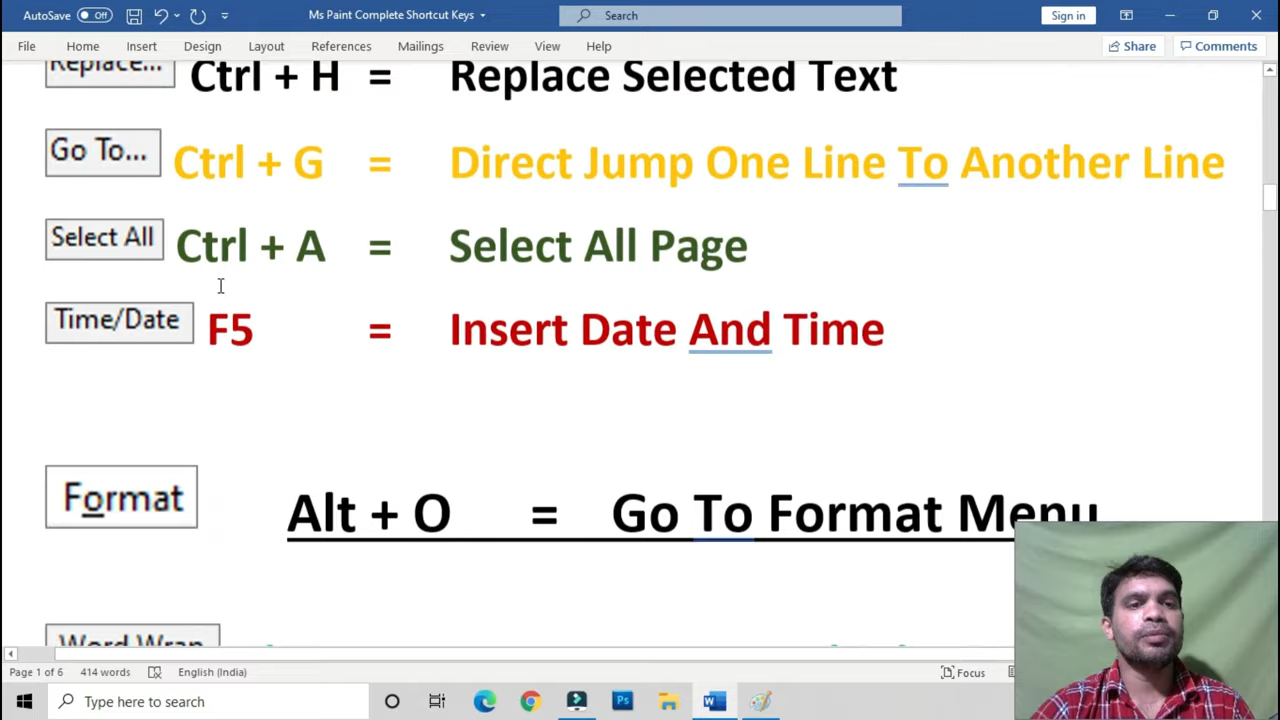 AutoSave Off Ms Paint Complete Shortcut Keys Search Sign in
File Home Insert Design Layout References Mailings Review View Help Share Comments
Replace... Ctrl + H = Replace Selected Text
Go To... Ctrl + G = Direct Jump One Line To Another Line
Select All Ctrl + A = Select All Page
Time/Date F5 = Insert Date And Time
Format Alt + O = Go To Format Menu
Word Wrap
Page 1 of 6 414 words English (India) Focus
Type here to search